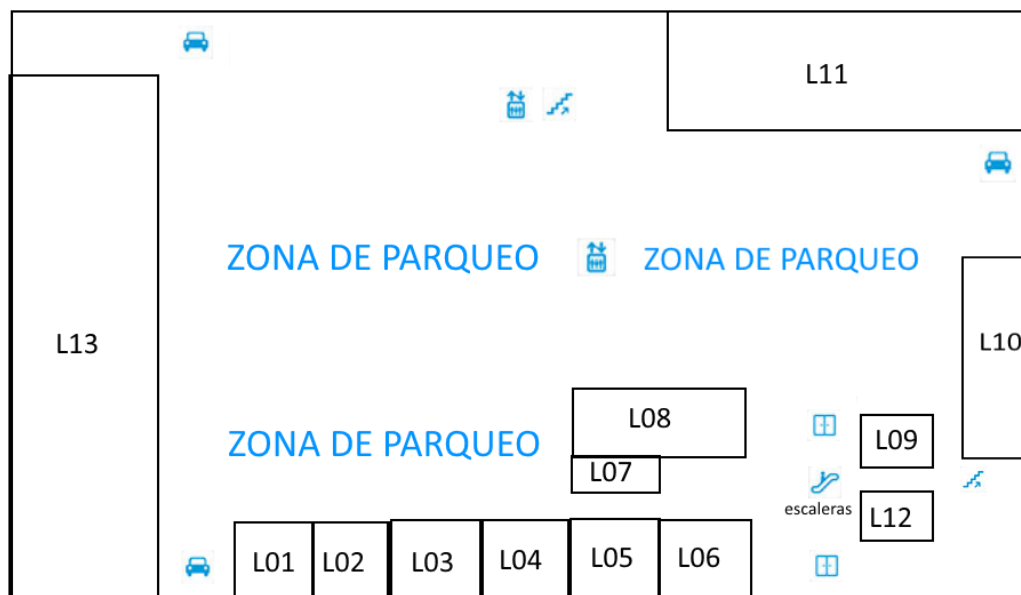 L11
ZONA DE PARQUEO
ZONA DE PARQUEO
L13
L10
L08
ZONA DE PARQUEO
L09
L07
escaleras
L12
L01
L02
L03
L04
L05
L06